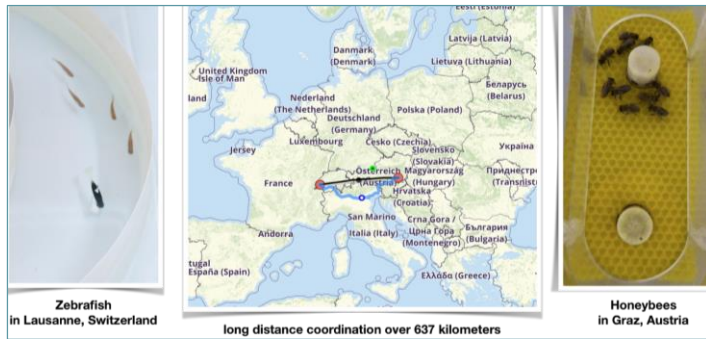 Eesti (Estonia)
Latvija (Latvia)
Danmark
(Denmark)
Lietuva (Lithuania)
United Kingdom
Isle of Man
Беларусь
(Belarus)
Nederland
(The Netherlands)
land
Polska (Poland)
Deutschland
(Germany)
Luxembourg
Česko (Czechia)
Україна
Jersey
Slovensko
(Slovakia)
Österreich
(Austria)
Magyarország
(Hungary)
France
Hrvatska
(Croatia)
San Marino
Crna Gora /
Црна Гора
(Montenegro)
Italia (Italy)
България
(Bulgaria)
Andorra
tugal
España (Spain)
Ελλάδα (Greece)
Zebrafish
in Lausanne, Switzerland
long distance coordination over 637 kilometers
Honeybees
in Graz, Austria